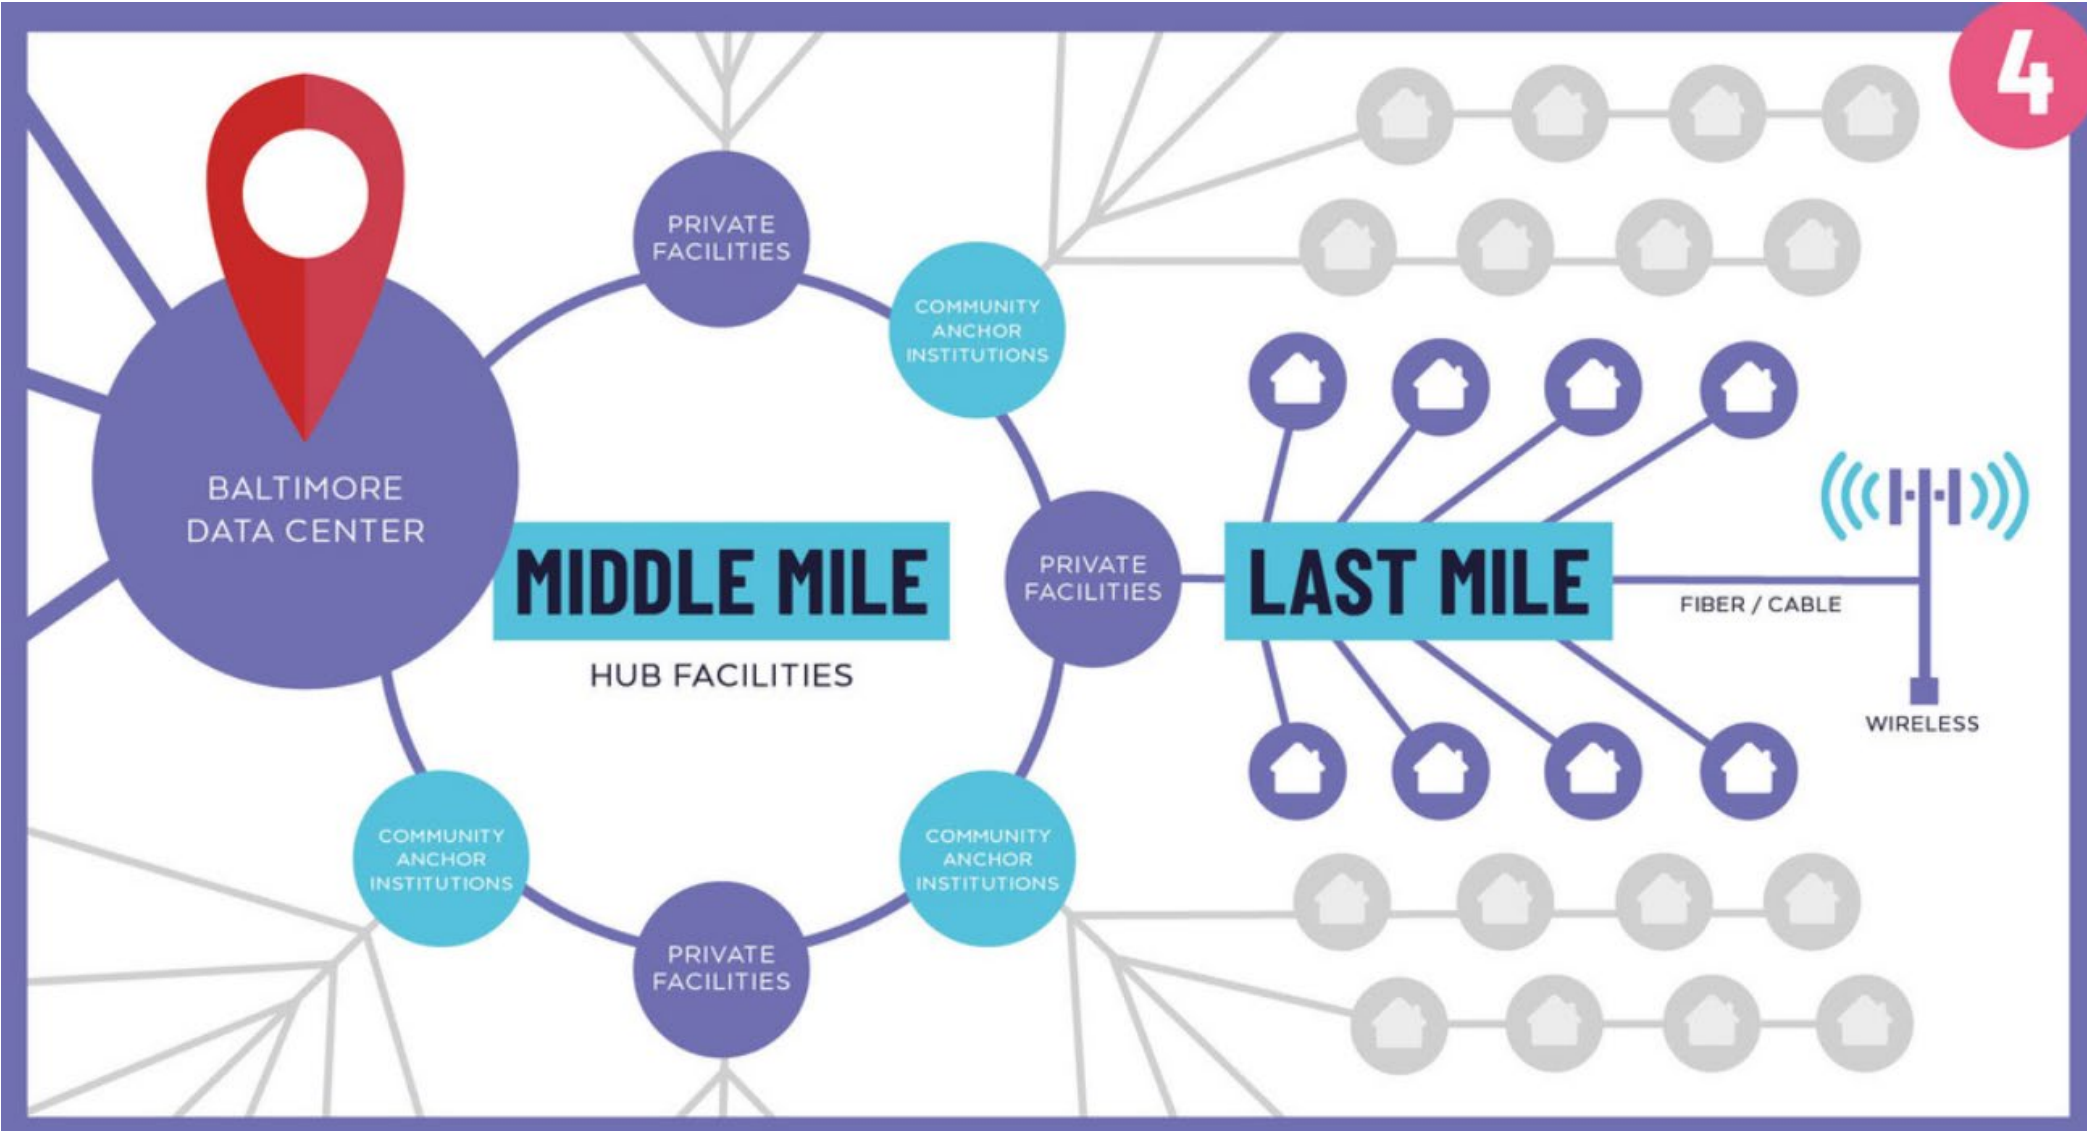 4
PRIVATE
FACILITIES
COMMUNITY
ANCHOR
INSTITUTIONS
BALTIMORE
DATA CENTER
MIDDLE MILE
HUB FACILITIES
PRIVATE
FACILITIES
LAST MILE
FIBER / CABLE
WIRELESS
COMMUNITY
ANCHOR
INSTITUTIONS
COMMUNITY
ANCHOR
INSTITUTIONS
PRIVATE
FACILITIES